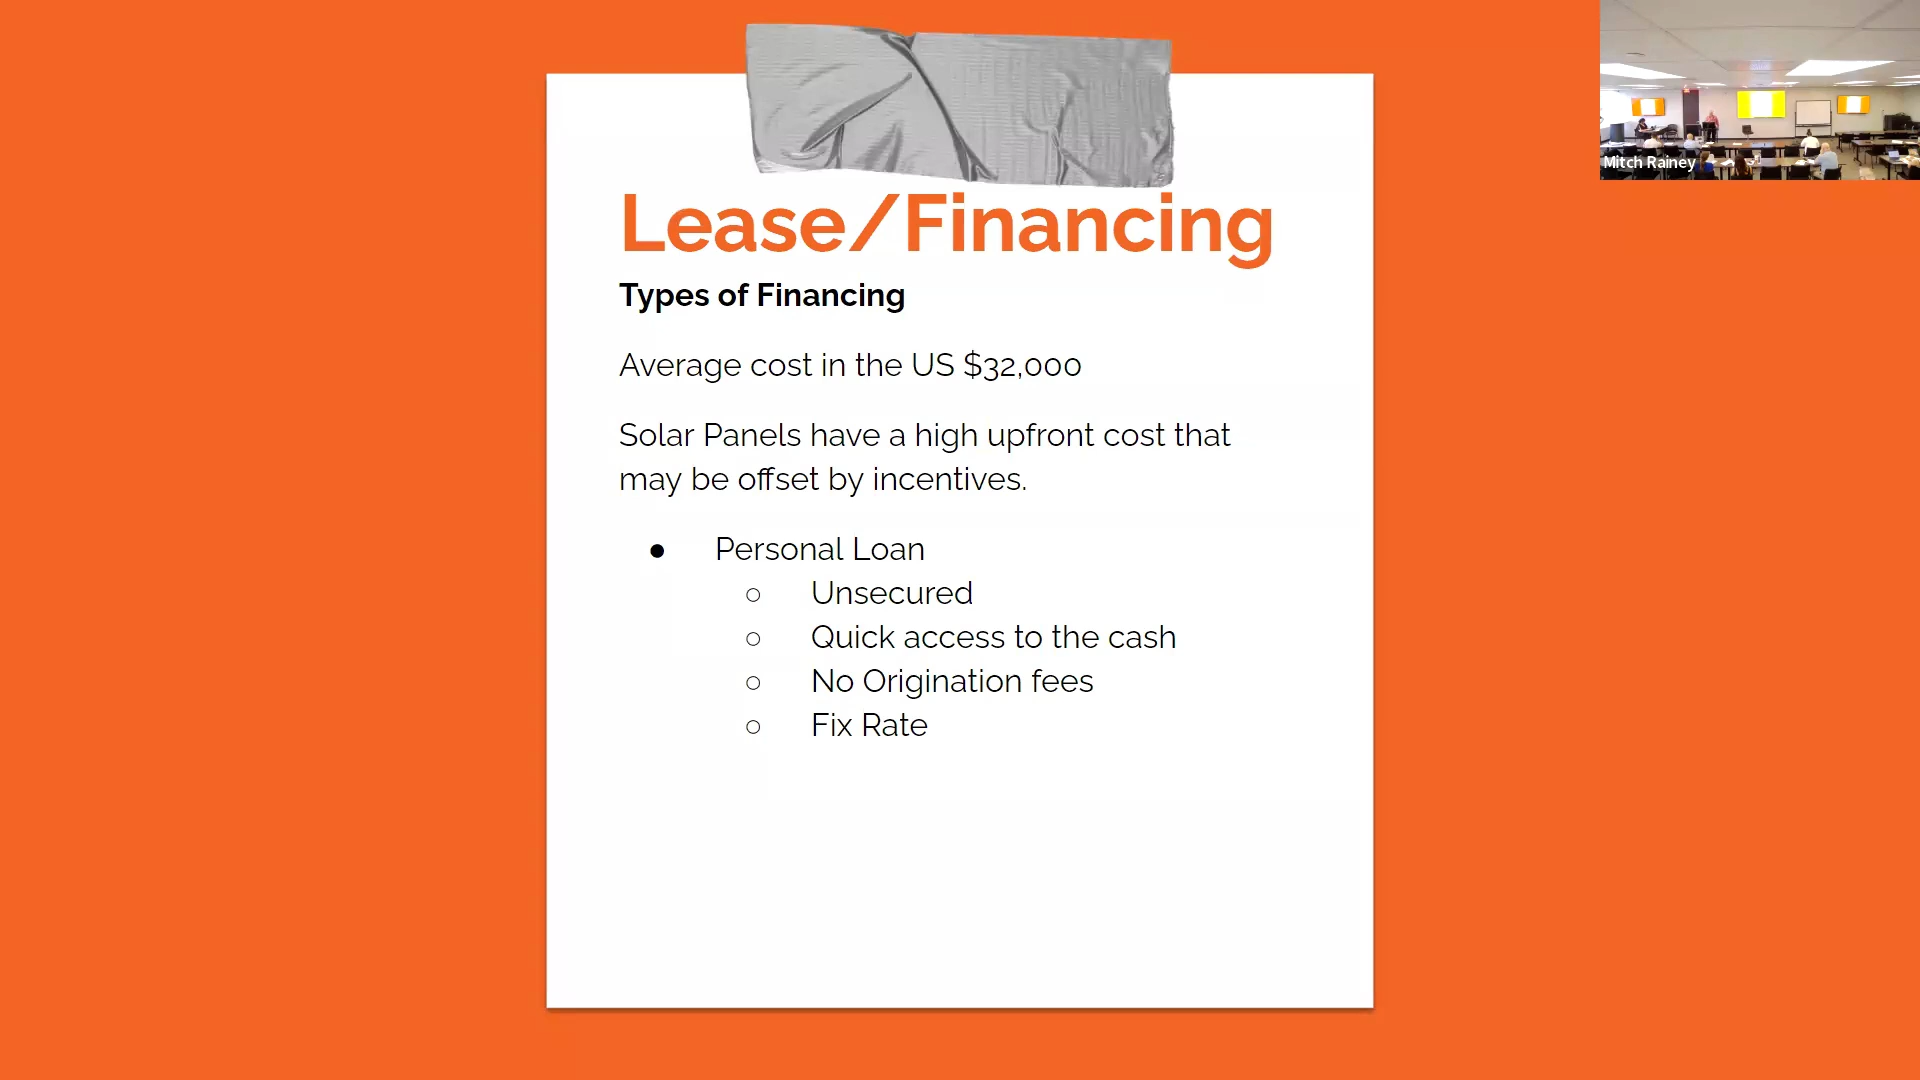 Lease/Financing
Types of Financing
Average cost in the US $32,000
Solar Panels have a high upfront cost that
may be offset by incentives.
● Personal Loan
○ Unsecured
○ Quick access to the cash
○ No Origination fees
○ Fix Rate
Mitch Rainey